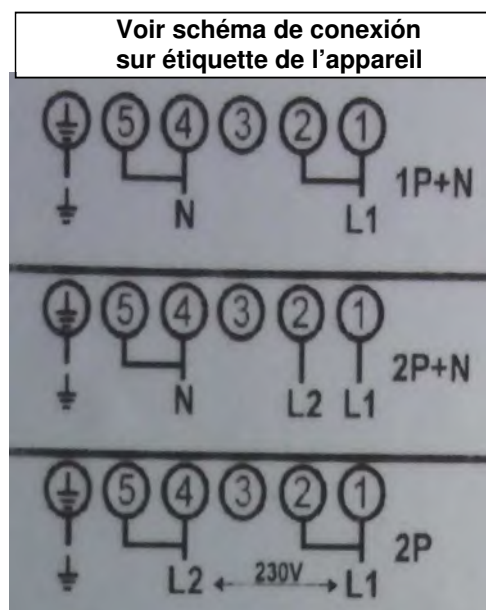 Voir schéma de conexión
sur étiquette de l'appareil
5 4 3 2 1
1P+N
N L1
5 4 3 2 1
2P+N
N L2 L1
5 4 3 2 1
2P
L2 230V L1